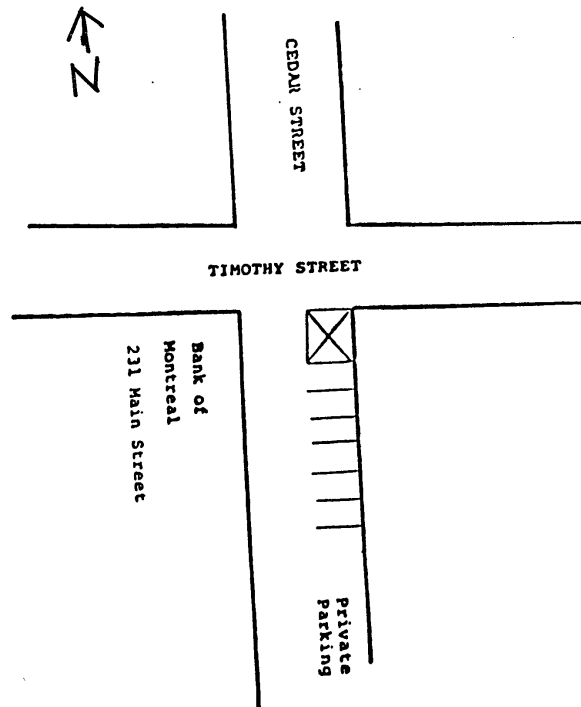 N
CEDAR STREET
TIMOTHY STREET
Bank of
Montreal
231 Main Street
Private
Parking